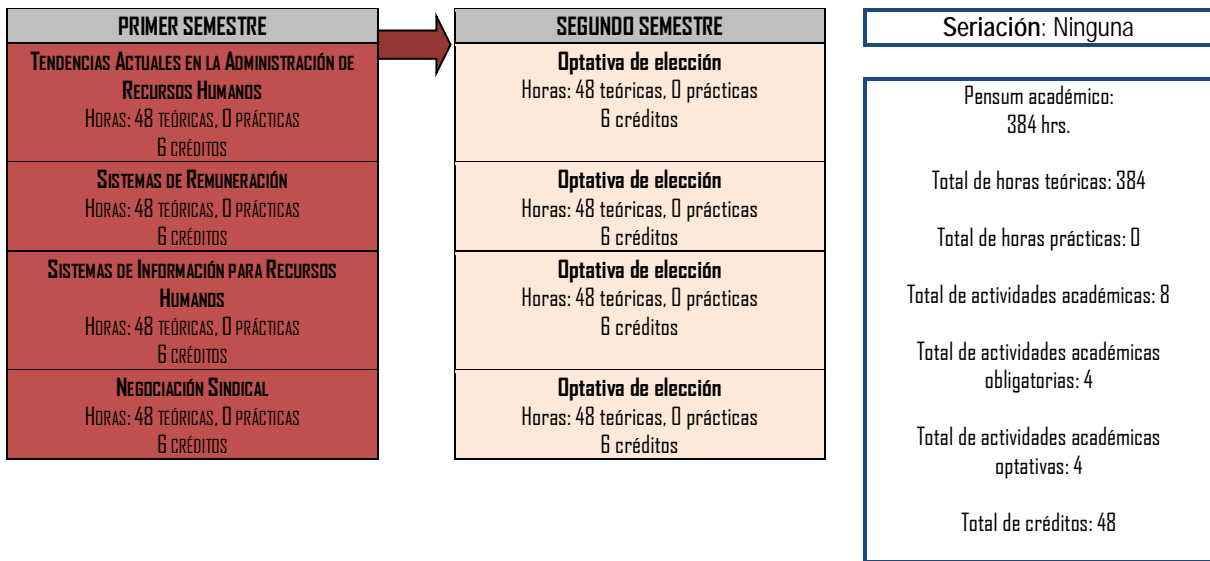 PRIMER SEMESTRE
TENDENCIAS ACTUALES EN LA ADMINISTRACIÓN DE
RECURSOS HUMANOS
HORAS: 48 TEÓRICAS, 0 PRÁCTICAS
6 CRÉDITOS
SISTEMAS DE REMUNERACIÓN
HORAS: 48 TEÓRICAS, 0 PRÁCTICAS
6 CRÉDITOS
SISTEMAS DE INFORMACIÓN PARA RECURSOS
HUMANOS
HORAS: 48 TEÓRICAS, 0 PRÁCTICAS
6 CRÉDITOS
NEGOCIACIÓN SINDICAL
HORAS: 48 TEÓRICAS, 0 PRÁCTICAS
6 CRÉDITOS
SEGUNDO SEMESTRE
Optativa de elección
Horas: 48 teóricas, 0 prácticas
6 créditos
Optativa de elección
Horas: 48 teóricas, 0 prácticas
6 créditos
Optativa de elección
Horas: 48 teóricas, 0 prácticas
6 créditos
Optativa de elección
Horas: 48 teóricas, 0 prácticas
6 créditos
Seriación: Ninguna
Pensum académico:
384 hrs.
Total de horas teóricas: 384
Total de horas prácticas: 0
Total de actividades académicas: 8
Total de actividades académicas
obligatorias: 4
Total de actividades académicas
optativas: 4
Total de créditos: 48